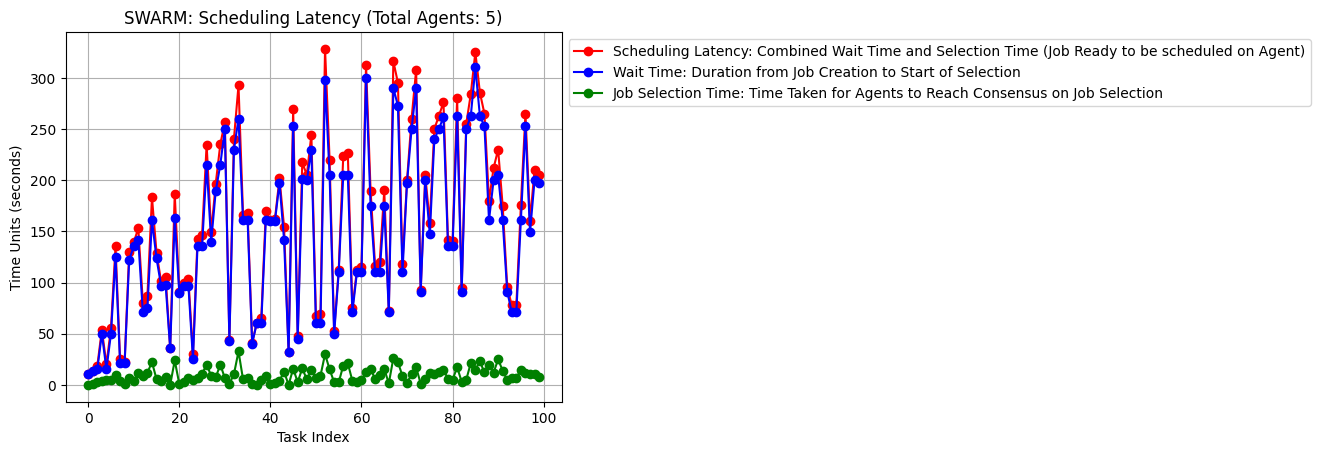 SWARM: Scheduling Latency (Total Agents: 5)
Scheduling Latency: Combined Wait Time and Selection Time (Job Ready to be scheduled on Agent)
Wait Time: Duration from Job Creation to Start of Selection
Job Selection Time: Time Taken for Agents to Reach Consensus on Job Selection
Time Units (seconds)
300
250
200
150
100
50
0
0 20 40 60 80 100
Task Index